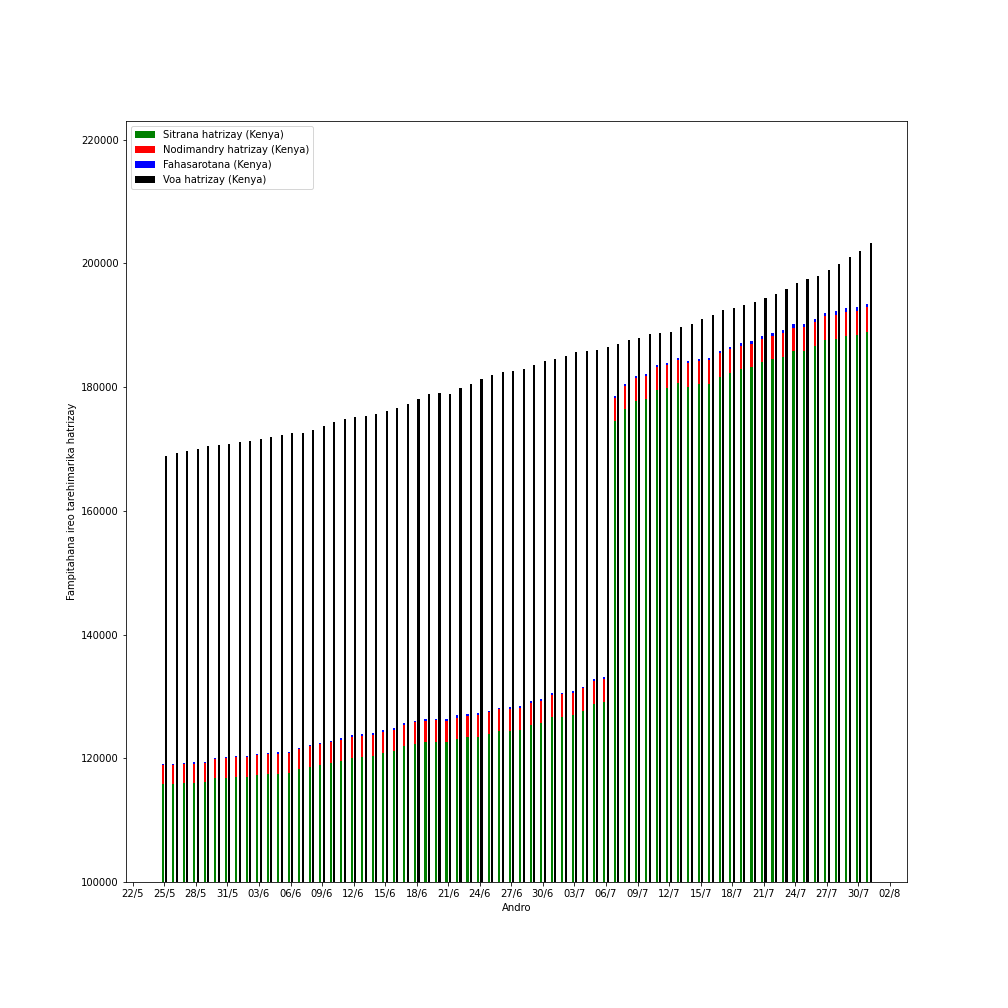 Sitrana hatrizay (Kenya)
Nodimandry hatrizay (Kenya)
Fahasarotana (Kenya)
Voa hatrizay (Kenya)
220000
200000
180000
160000
140000
120000
100000
Fampitahana ireo tarehimarika hatrizay
22/5 25/5 28/5 31/5 03/6 06/6 09/6 12/6 15/6 18/6 21/6 24/6 27/6 30/6 03/7 06/7 09/7 12/7 15/7 18/7 21/7 24/7 27/7 30/7 02/8
Andro